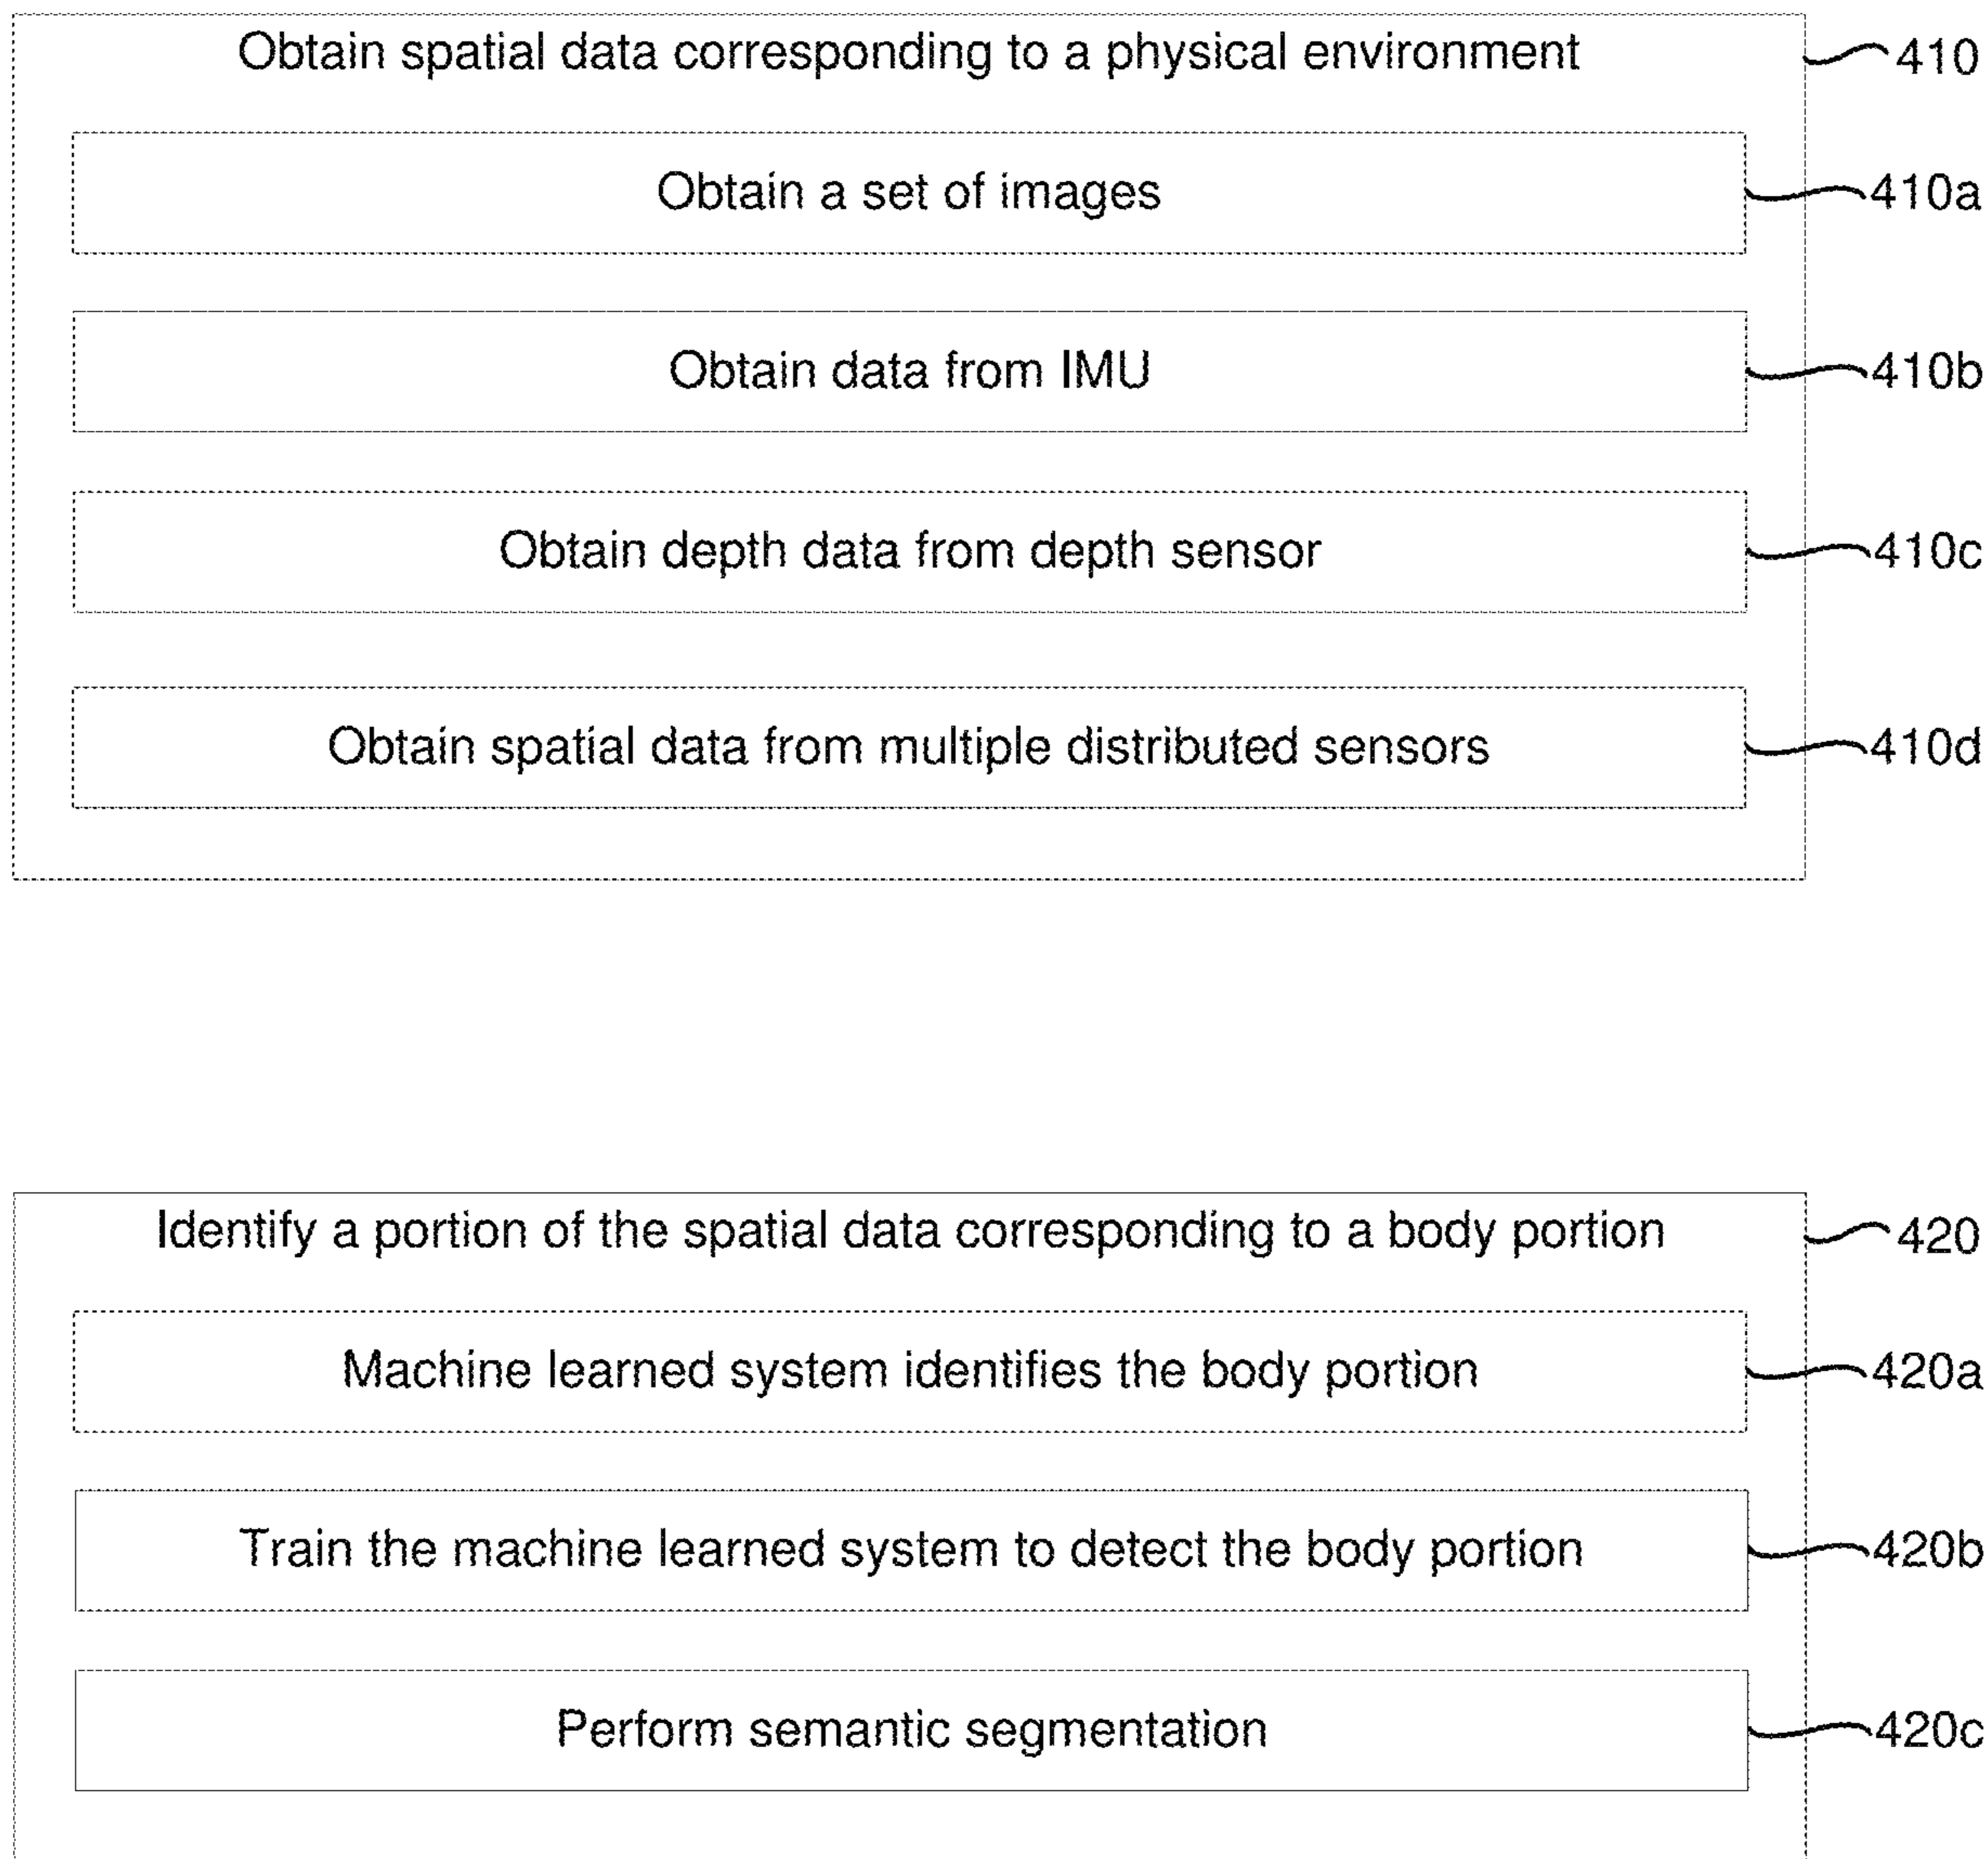 Obtain spatial data corresponding to a physical environment 410
Obtain a set of images 410a
Obtain data from IMU 410b
Obtain depth data from depth sensor 410c
Obtain spatial data from multiple distributed sensors 410d
Identify a portion of the spatial data corresponding to a body portion 420
Machine learned system identifies the body portion 420a
Train the machine learned system to detect the body portion 420b
Perform semantic segmentation 420c